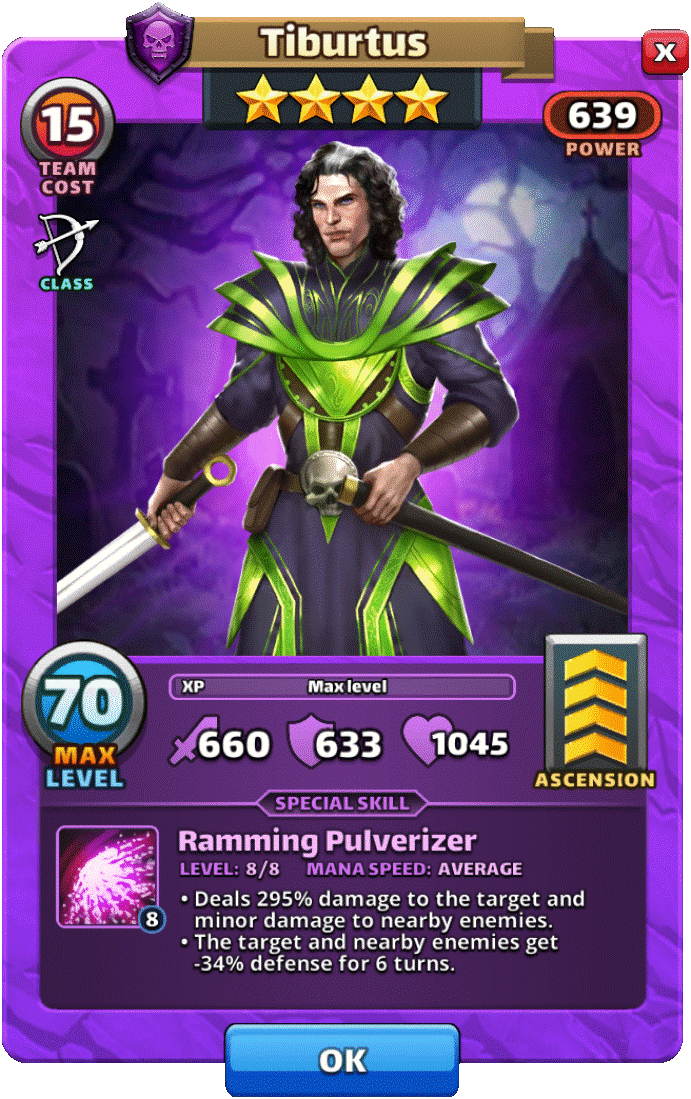 Tiburtus
X
15
TEAM
COST
639
POWER
CLASS
70
MAX
LEVEL
XP Max level
660 633 1045
ASCENSION
SPECIAL SKILL
Ramming Pulverizer
LEVEL: 8/8 MANA SPEED: AVERAGE
8
• Deals 295% damage to the target and
minor damage to nearby enemies.
• The target and nearby enemies get
-34% defense for 6 turns.
OK